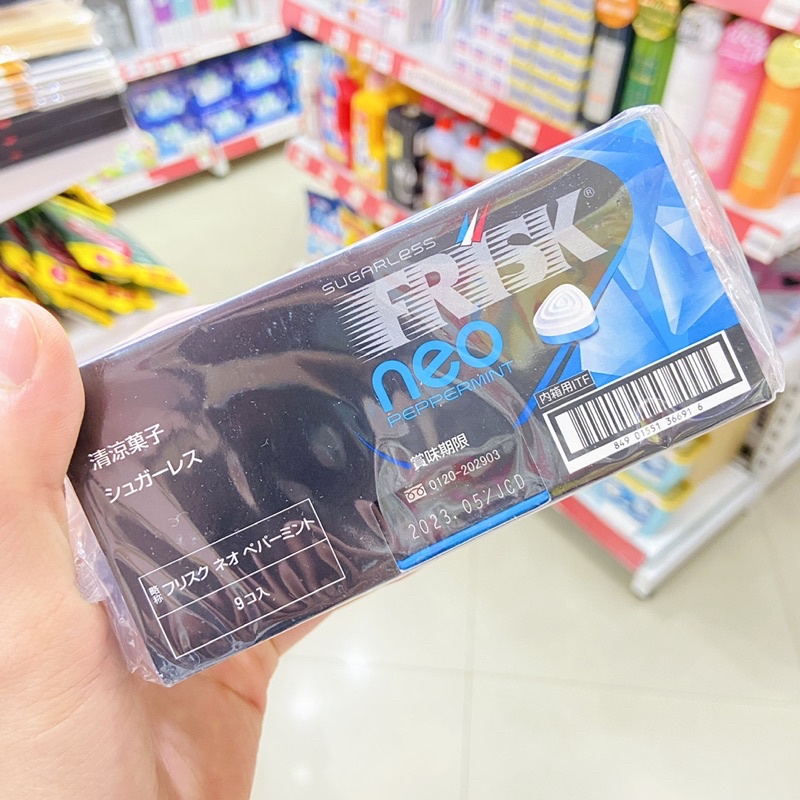 SUGARLESS
FRISK®
neo
PEPPERMINT
内箱用ITF
849 01551 36691 6
清涼菓子
シュガーレス
賞味期限
0120-202903
2023.05/JCD
略称 フリスク ネオ ペパーミント
9コ入